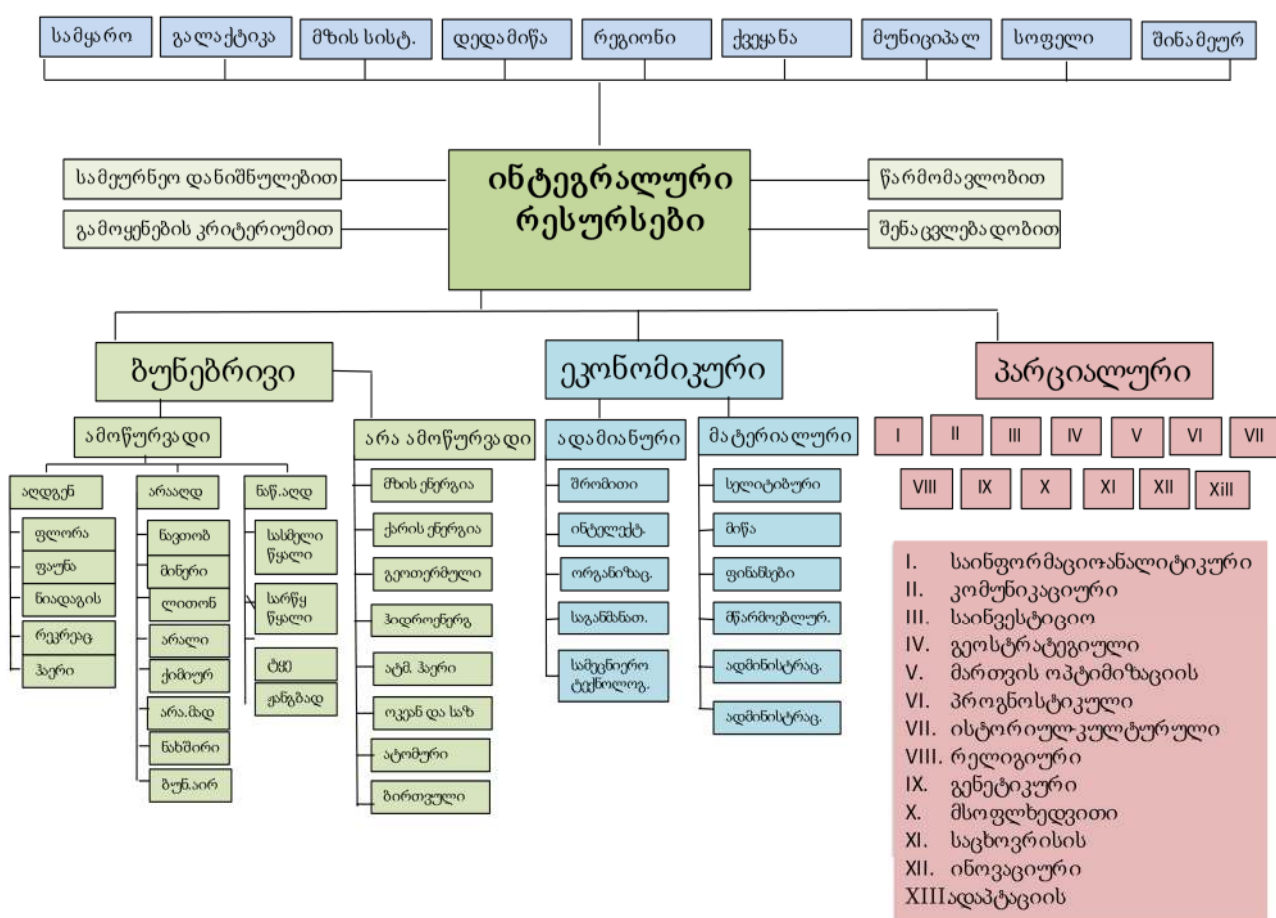 სამყარო
გალაქტიკა
მზის სისტ.
დედამიწა
რეგიონი
ქვეყანა
მუნიციპალ
სოფელი
შინამეურ
სამეურნეო დანიშნულებით
გამოყენების კრიტერიუმით
ინტეგრალური
რესურსები
წარმომავლობით
შენაცვლებადობით
ბუნებრივი
ეკონომიკური
პარციალური
ამოწურვადი
არა ამოწურვადი
ადამიანური
მატერიალური
აღდგენ
არააღდ
ნაწ.აღდ
ფლორა
ფაუნა
ნიადაგის
რეკრეაც
ჰაერი
ნავთობ
მინერი
ლითონ
არალი
ქიმიურ
არა.მად
ნახშირი
ბუნ.აირ
სასმელი
წყალი
სარწყ
წყალი
ტყე
ჟანგბად
მზის ენერგია
ქარის ენერგია
გეოთერმული
ჰიდროენერგ
ატმ. ჰაერი
ოკეან და საზ
ატომური
ბირთვული
შრომითი
ინტელექტ.
ორგანიზაც.
საგანმანათ.
სამეცნიერო
ტექნოლოგ.
სელიტიბური
მიწა
ფინანსები
მწარმოებლურ.
ადმინისტრაც.
ადმინისტრაც.
I
II
III
IV
V
VI
VII
VIII
IX
X
XI
XII
Xill
I. საინფორმაციო-ანალიტიკური
II. კომუნიკაციური
III. საინვესტიციო
IV. გეოსტრატეგიული
V. მართვის ოპტიმიზაციის
VI. პროგნოსტიკული
VII. ისტორიულ-კულტურული
VIII. რელიგიური
IX. გენეტიკური
X. მსოფლხედვითი
XI. საცხოვრისის
XII. ინოვაციური
XIII ადაპტაციის